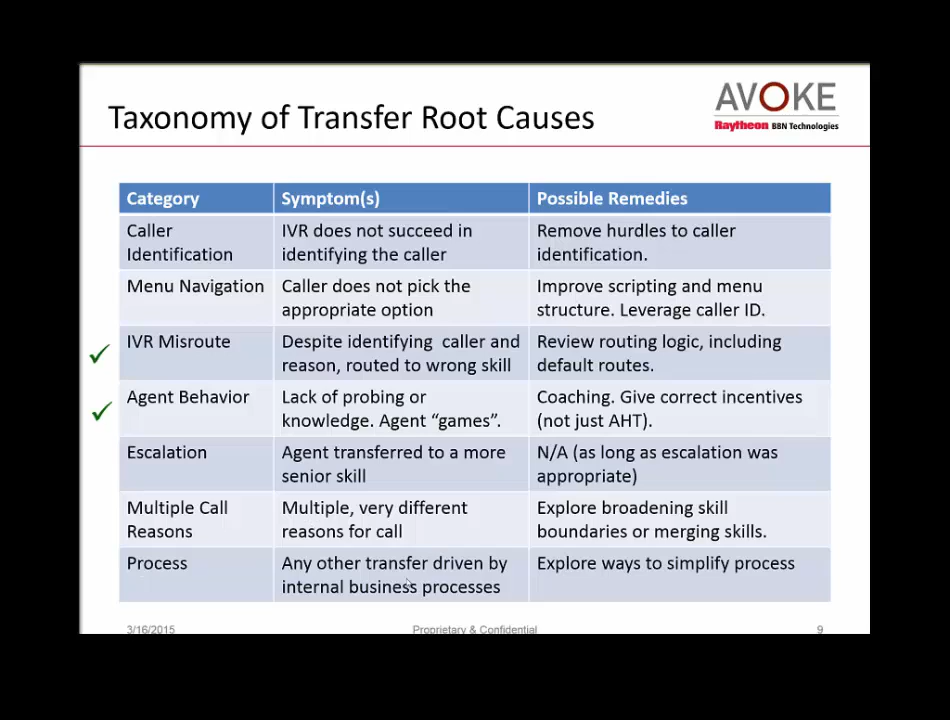 Taxonomy of Transfer Root Causes
AVOKE
Raytheon BBN Technologies
Category Symptom(s) Possible Remedies
Caller IVR does not succeed in Remove hurdles to caller
Identification identifying the caller identification.
Menu Navigation Caller does not pick the Improve scripting and menu
appropriate option structure. Leverage caller ID.
IVR Misroute Despite identifying caller and Review routing logic, including
reason, routed to wrong skill default routes.
Agent Behavior Lack of probing or Coaching. Give correct incentives
knowledge. Agent “games”. (not just AHT).
Escalation Agent transferred to a more N/A (as long as escalation was
senior skill appropriate)
Multiple Call Multiple, very different Explore broadening skill
Reasons reasons for call boundaries or merging skills.
Process Any other transfer driven by Explore ways to simplify process
internal business processes
3/16/2015 Proprietary & Confidential 9